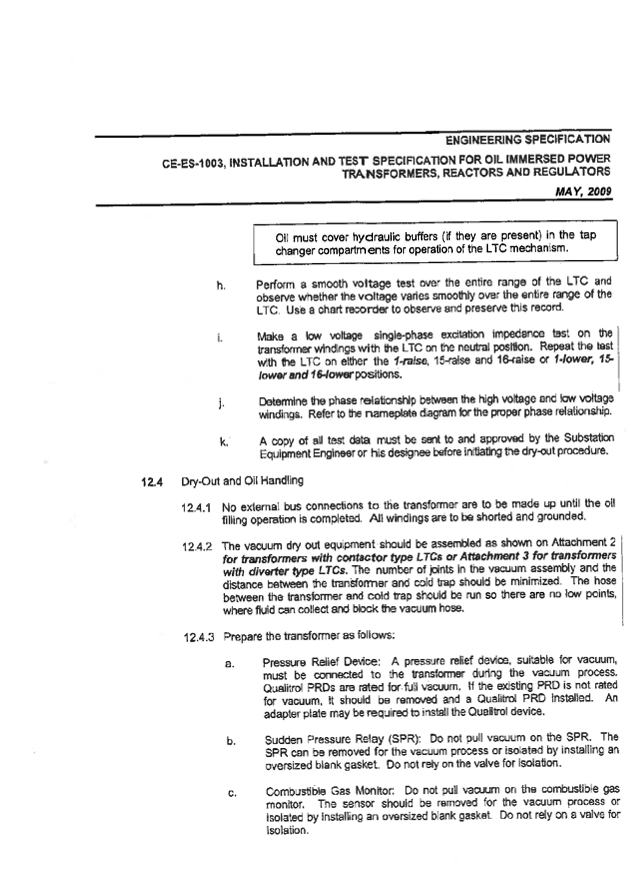 ENGINEERING SPECIFICATION
CE-ES-1003, INSTALLATION AND TEST SPECIFICATION FOR OIL IMMERSED POWER
TRANSFORMERS, REACTORS AND REGULATORS
MAY, 2009
Oil must cover hydraulic buffers (if they are present) in the tap
changer compartments for operation of the LTC mechanism.
h. Perform a smooth voltage test over the entire range of the LTC and
observe whether the voltage varies smoothly over the entire range of the
LTC. Use a chart recorder to observe and preserve this record.
i. Make a low voltage single-phase excitation impedance test on the
transformer windings with the LTC on the neutral position. Repeat the test
with the LTC on either the 1-raise, 15-raise and 16-raise or 1-lower, 15-
lower and 16-lower positions.
j. Determine the phase relationship between the high voltage and low voltage
windings. Refer to the nameplate diagram for the proper phase relationship.
k. A copy of all test data must be sent to and approved by the Substation
Equipment Engineer or his designee before initiating the dry-out procedure.
12.4 Dry-Out and Oil Handling
12.4.1 No external bus connections to the transformer are to be made up until the oil
filling operation is completed. All windings are to be shorted and grounded.
12.4.2 The vacuum dry out equipment should be assembled as shown on Attachment 2
for transformers with contactor type LTCs or Attachment 3 for transformers
with diverter type LTCs. The number of joints in the vacuum assembly and the
distance between the transformer and cold trap should be minimized. The hose
between the transformer and cold trap should be run so there are no low points,
where fluid can collect and block the vacuum hose.
12.4.3 Prepare the transformer as follows:
a. Pressure Relief Device: A pressure relief device, suitable for vacuum,
must be connected to the transformer during the vacuum process.
Qualitrol PRDs are rated for full vacuum. If the existing PRD is not rated
for vacuum, it should be removed and a Qualitrol PRD installed. An
adapter plate may be required to install the Qualitrol device.
b. Sudden Pressure Relay (SPR): Do not pull vacuum on the SPR. The
SPR can be removed for the vacuum process or isolated by installing an
oversized blank gasket. Do not rely on the valve for isolation.
c. Combustible Gas Monitor: Do not pull vacuum on the combustible gas
monitor. The sensor should be removed for the vacuum process or
isolated by installing an oversized blank gasket. Do not rely on a valve for
isolation.